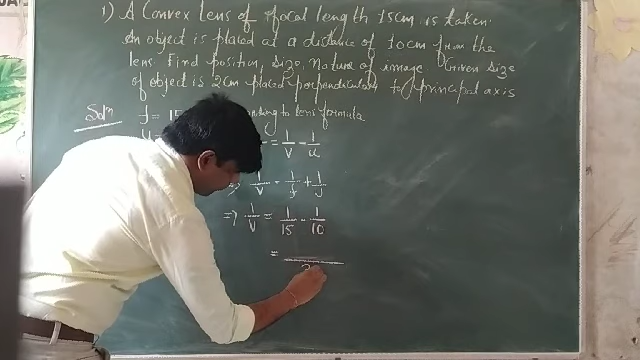 1) A Convex Lens of focal length 15cm is taken.
An object is placed at a distance of 10cm from the
lens Find position, Size, Nature of image Given Size
of object is 2cm placed perpendicular to principal axis
Soln f = 15 to lens formula
u = = 1/v - 1/u
=> 1/v = 1/f + 1/u
=> 1/v = 1/15 - 1/10
=